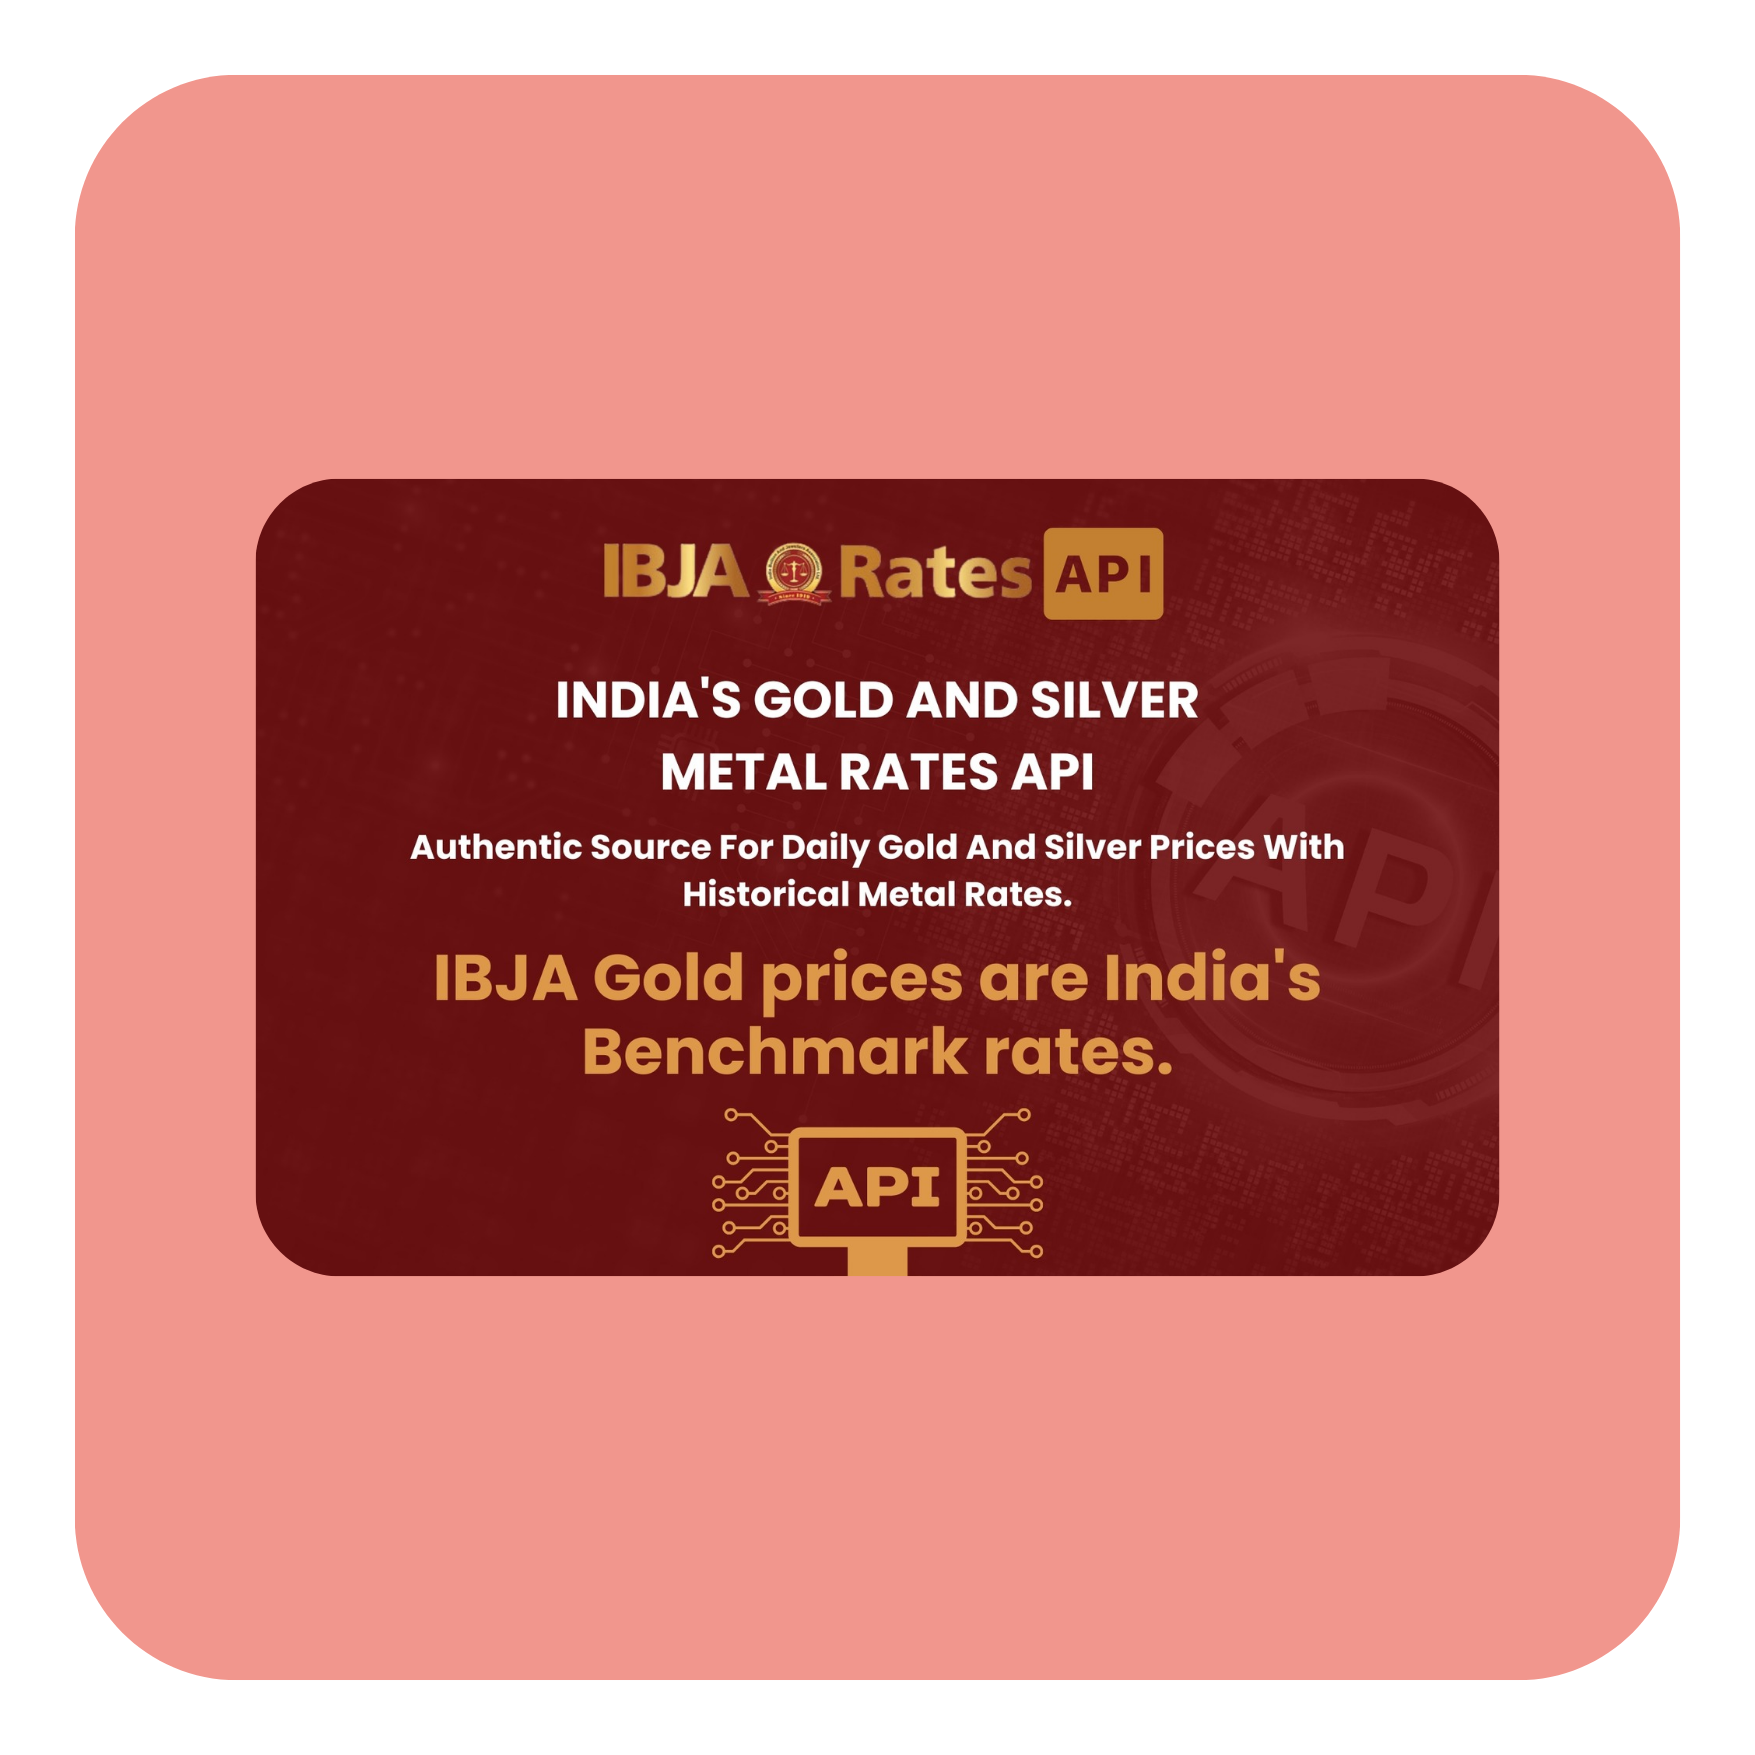 IBJA Rates API
INDIA'S GOLD AND SILVER
METAL RATES API
Authentic Source For Daily Gold And Silver Prices With
Historical Metal Rates.
IBJA Gold prices are India's
Benchmark rates.
API
API